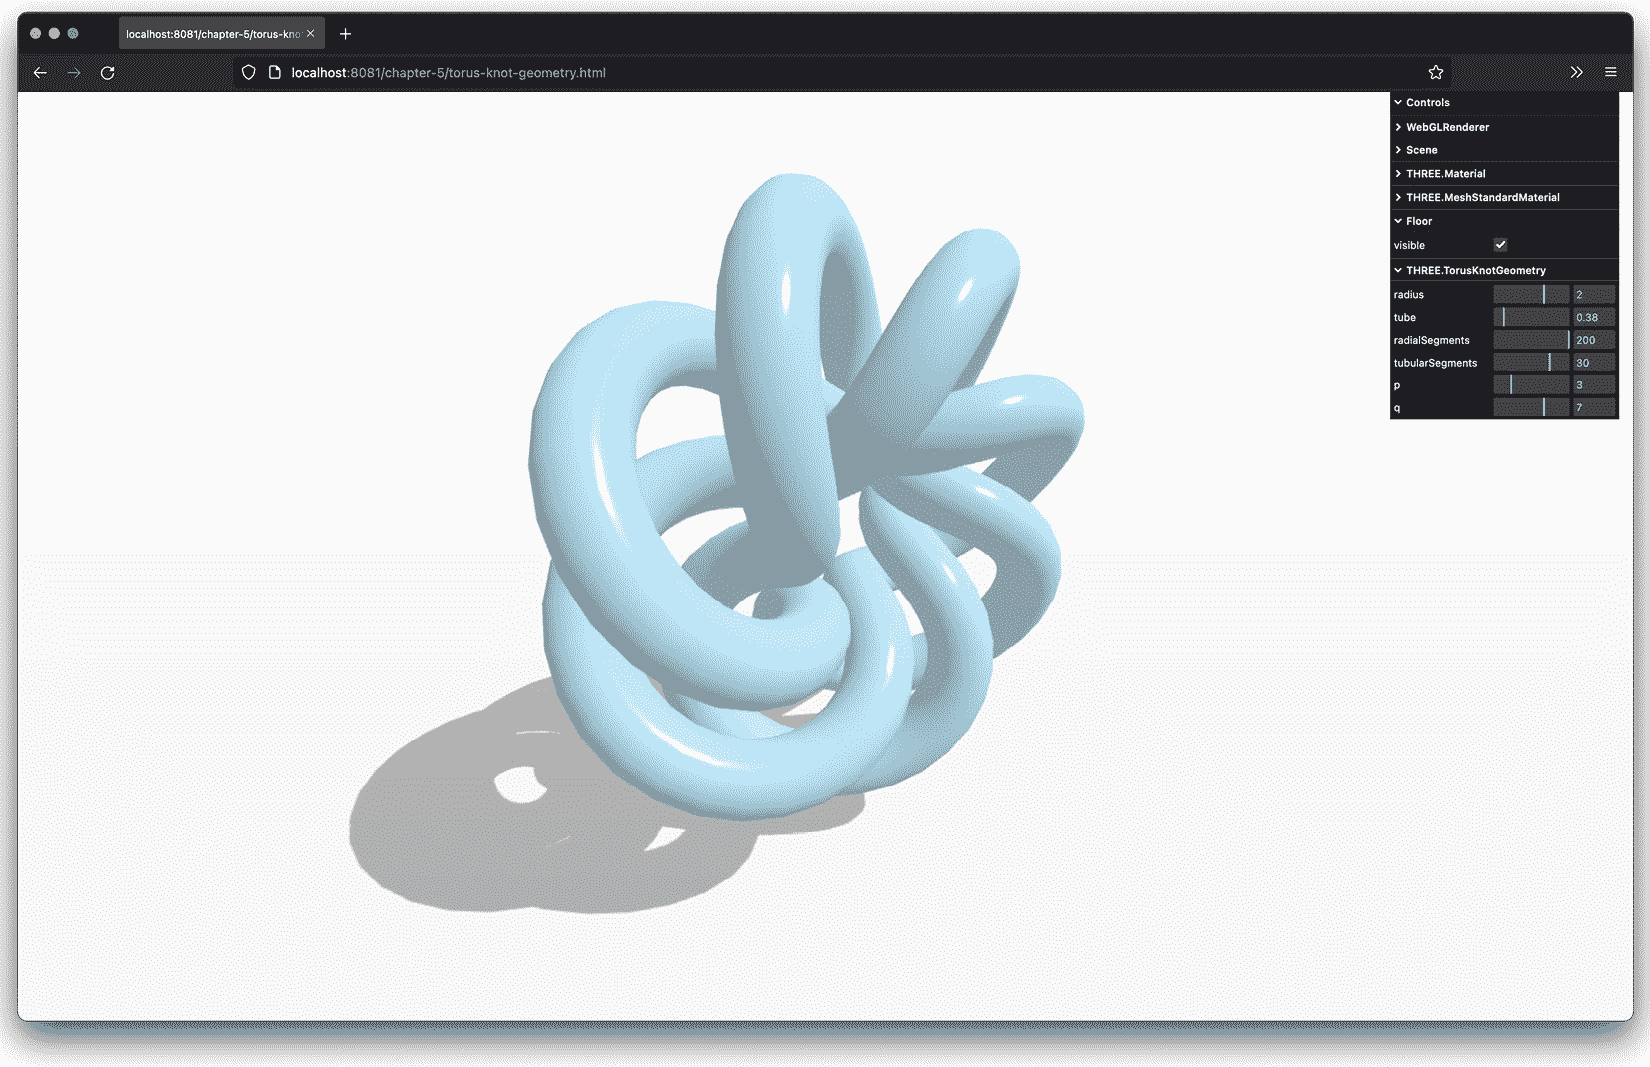 localhost:8081/chapter-5/torus-kno
localhost:8081/chapter-5/torus-knot-geometry.html
Controls
WebGLRenderer
Scene
THREE.Material
THREE.MeshStandardMaterial
Floor
visible
THREE.TorusKnotGeometry
radius 2
tube 0.38
radialSegments 200
tubularSegments 30
p 3
q 7